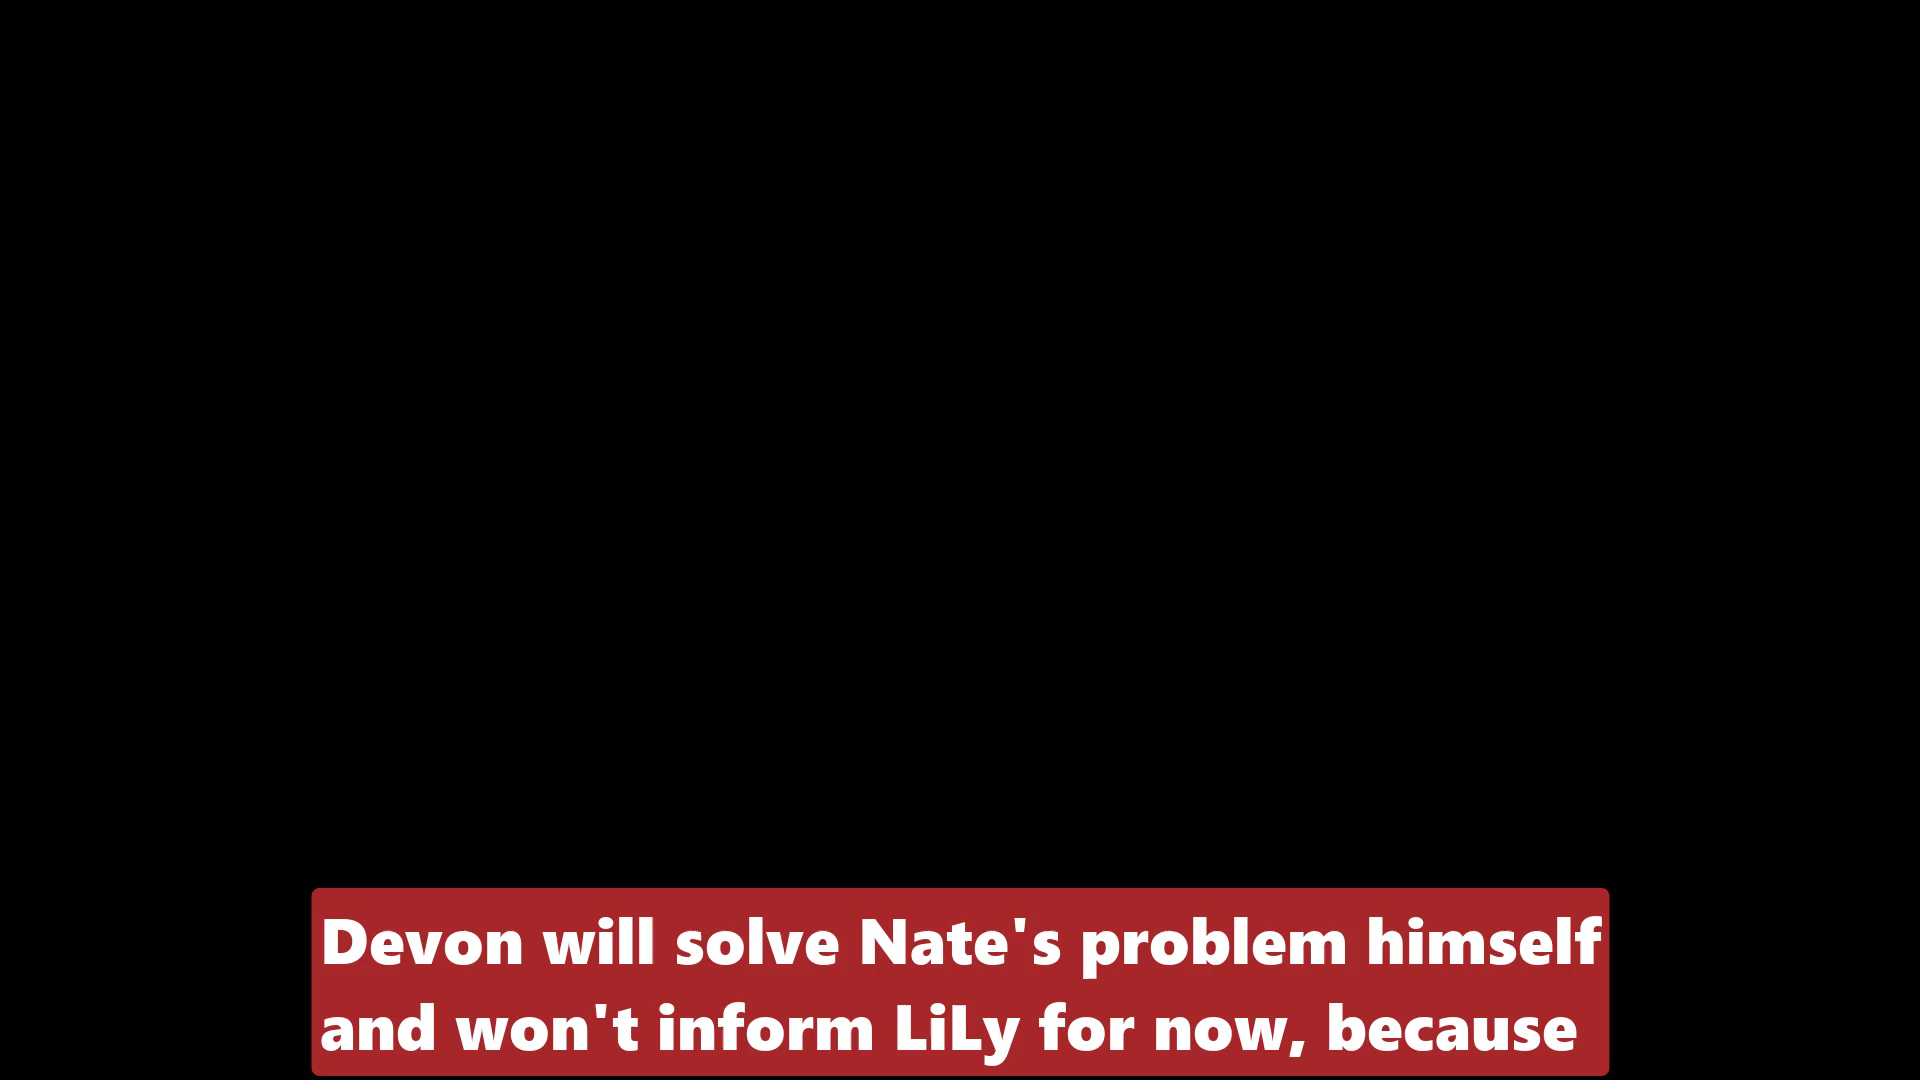 Devon will solve Nate's problem himself
and won't inform LiLy for now, because